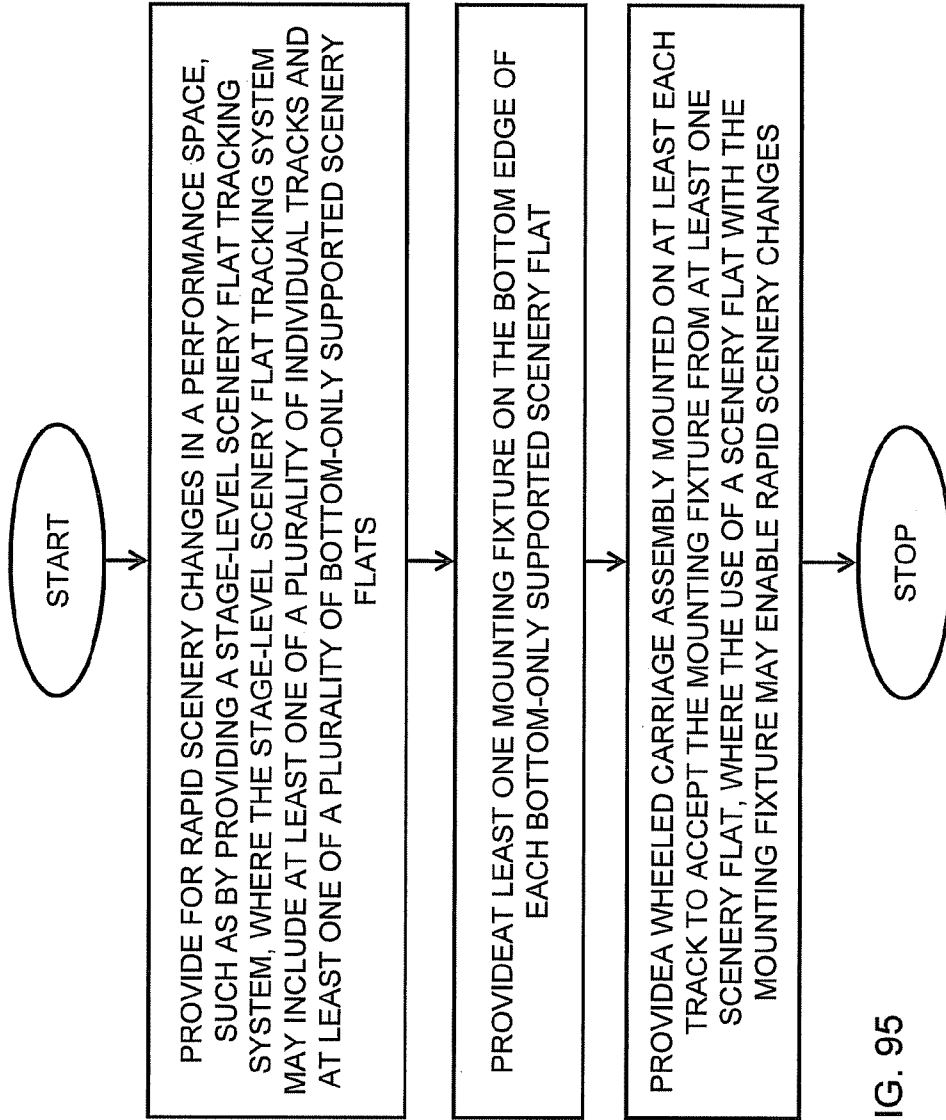 START
PROVIDE FOR RAPID SCENERY CHANGES IN A PERFORMANCE SPACE,
SUCH AS BY PROVIDING A STAGE-LEVEL SCENERY FLAT TRACKING
SYSTEM, WHERE THE STAGE-LEVEL SCENERY FLAT TRACKING SYSTEM
MAY INCLUDE AT LEAST ONE OF A PLURALITY OF INDIVIDUAL TRACKS AND
AT LEAST ONE OF A PLURALITY OF BOTTOM-ONLY SUPPORTED SCENERY
FLATS
PROVIDEAT LEAST ONE MOUNTING FIXTURE ON THE BOTTOM EDGE OF
EACH BOTTOM-ONLY SUPPORTED SCENERY FLAT
PROVIDEA WHEELED CARRIAGE ASSEMBLY MOUNTED ON AT LEAST EACH
TRACK TO ACCEPT THE MOUNTING FIXTURE FROM AT LEAST ONE
SCENERY FLAT, WHERE THE USE OF A SCENERY FLAT WITH THE
MOUNTING FIXTURE MAY ENABLE RAPID SCENERY CHANGES
STOP
IG. 95